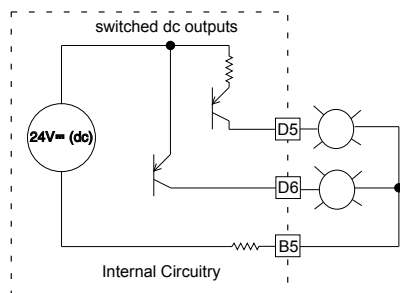 switched dc outputs
24V⎓ (dc)
D5
D6
B5
Internal Circuitry